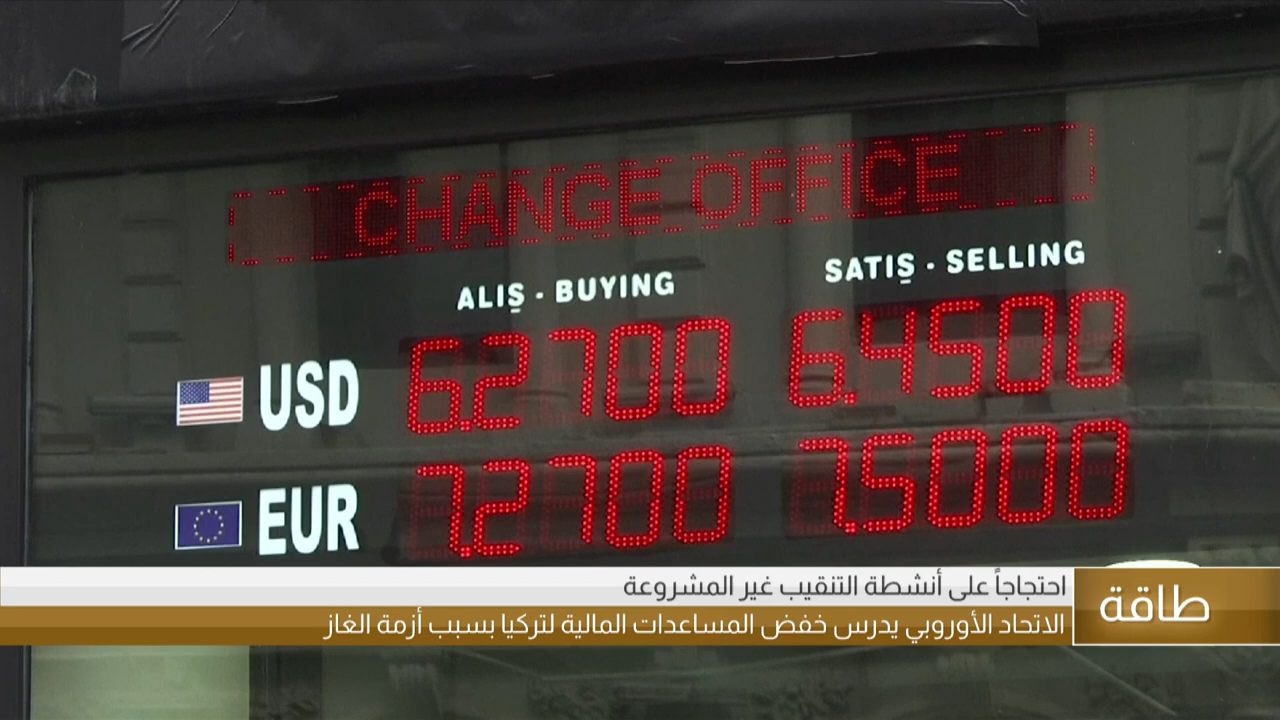 CHANGE OFFICE
ALIŞ - BUYING
SATIŞ - SELLING
USD 6.2700 6.4500
EUR 7.2700 7.5000
احتجاجاً على أنشطة التنقيب غير المشروعة
طاقة
الاتحاد الأوروبي يدرس خفض المساعدات المالية لتركيا بسبب أزمة الغاز